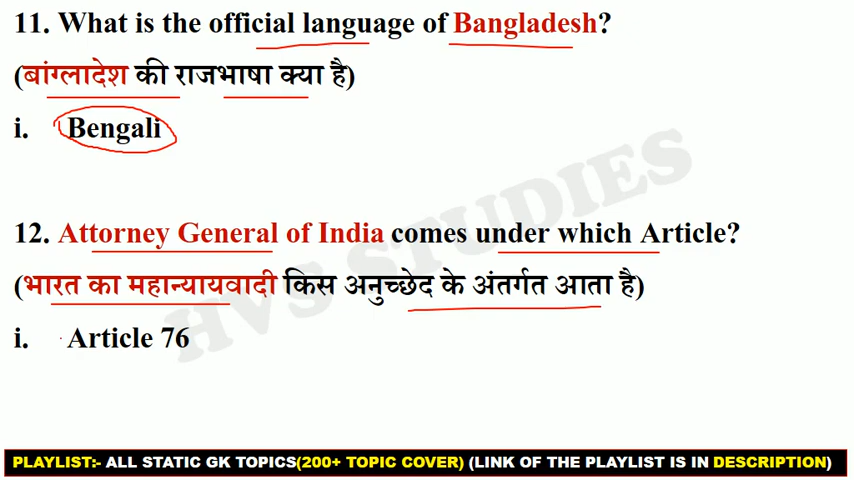 11. What is the official language of Bangladesh?
(बांग्लादेश की राजभाषा क्या है)
i. Bengali
12. Attorney General of India comes under which Article?
(भारत का महान्यायवादी किस अनुच्छेद के अंतर्गत आता है)
i. Article 76
HVS STUDIES
PLAYLIST:- ALL STATIC GK TOPICS(200+ TOPIC COVER) (LINK OF THE PLAYLIST IS IN DESCRIPTION)